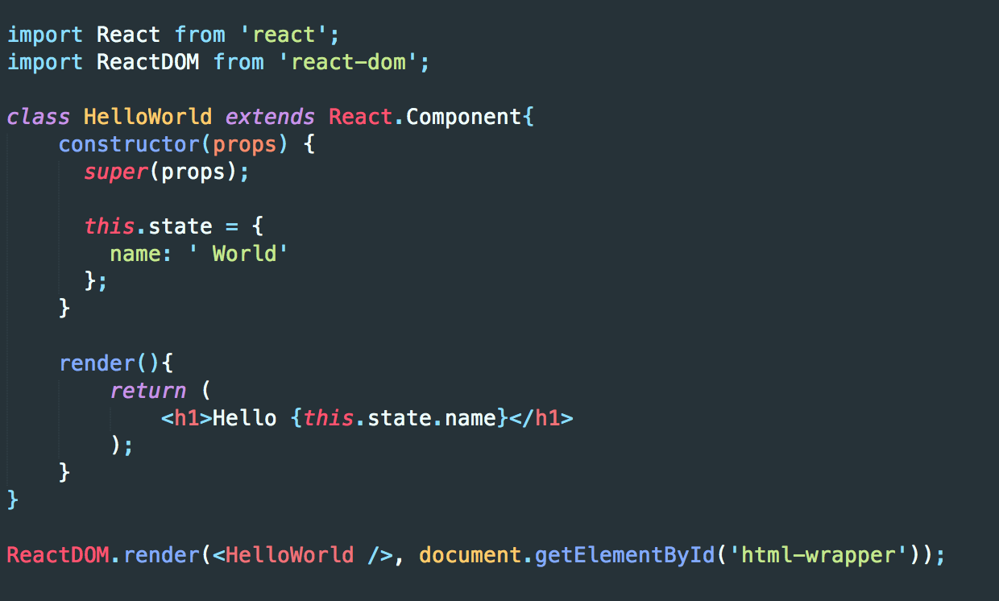 import React from 'react';
import ReactDOM from 'react-dom';

class HelloWorld extends React.Component{
    constructor(props) {
      super(props);

      this.state = {
        name: ' World'
      };
    }

    render(){
        return (
            <h1>Hello {this.state.name}</h1>
        );
    }
}

ReactDOM.render(<HelloWorld />, document.getElementById('html-wrapper'));